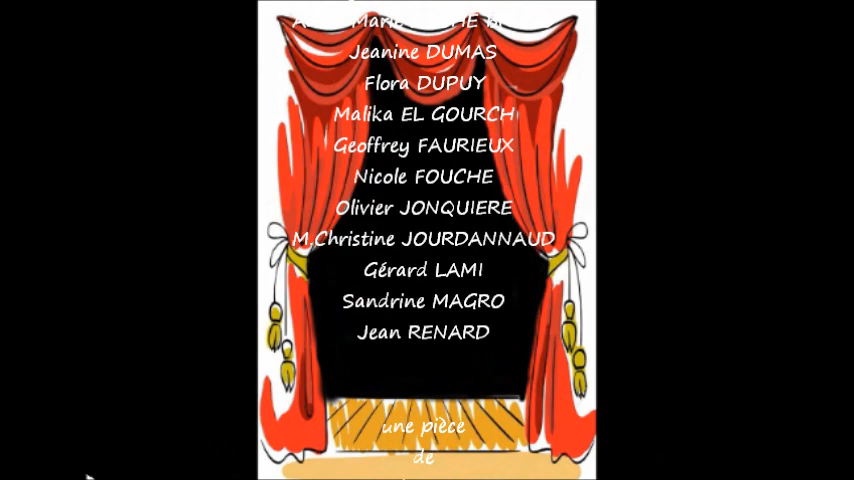 Marie
Jeanine DUMAS
Flora DUPUY
Malika EL GOURCH
Geoffrey FAURIEUX
Nicole FOUCHE
Olivier JONQUIERE
M.Christine JOURDANNAUD
Gérard LAMI
Sandrine MAGRO
Jean RENARD
une pièce
de